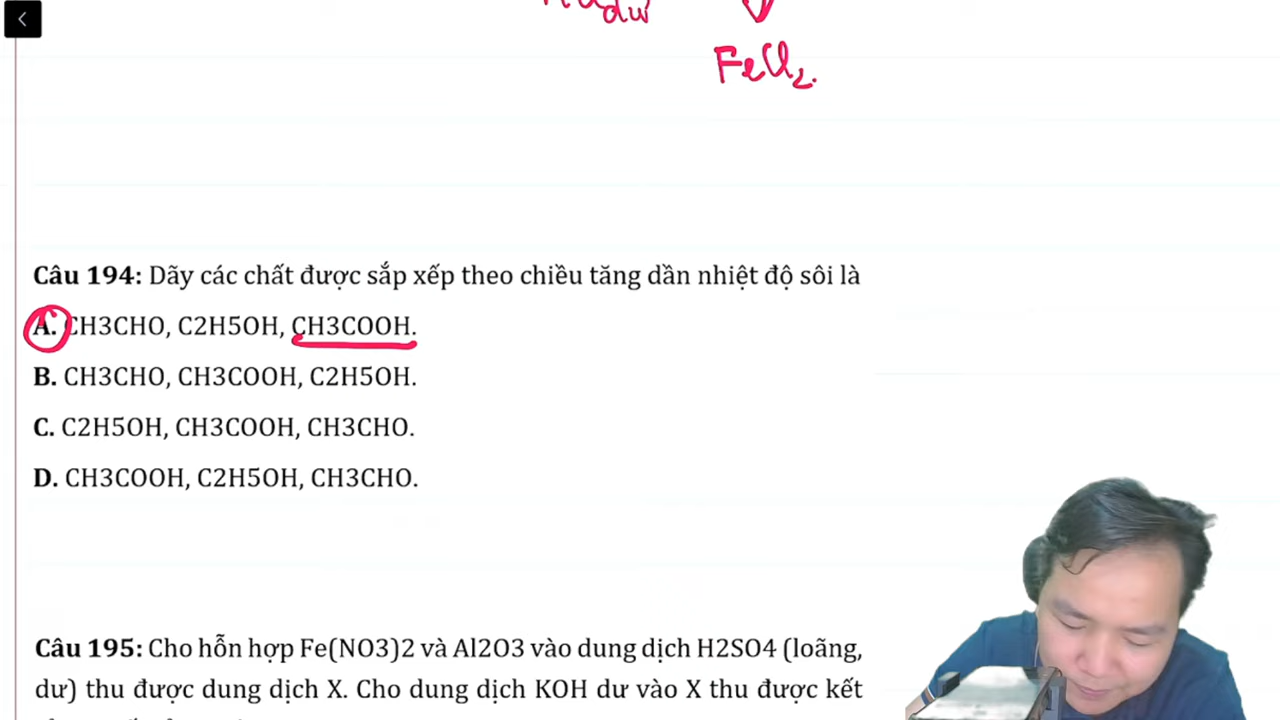 dư
FeCl2.
Câu 194: Dãy các chất được sắp xếp theo chiều tăng dần nhiệt độ sôi là
A. CH3CHO, C2H5OH, CH3COOH.
B. CH3CHO, CH3COOH, C2H5OH.
C. C2H5OH, CH3COOH, CH3CHO.
D. CH3COOH, C2H5OH, CH3CHO.
Câu 195: Cho hỗn hợp Fe(NO3)2 và Al2O3 vào dung dịch H2SO4 (loãng,
dư) thu được dung dịch X. Cho dung dịch KOH dư vào X thu được kết